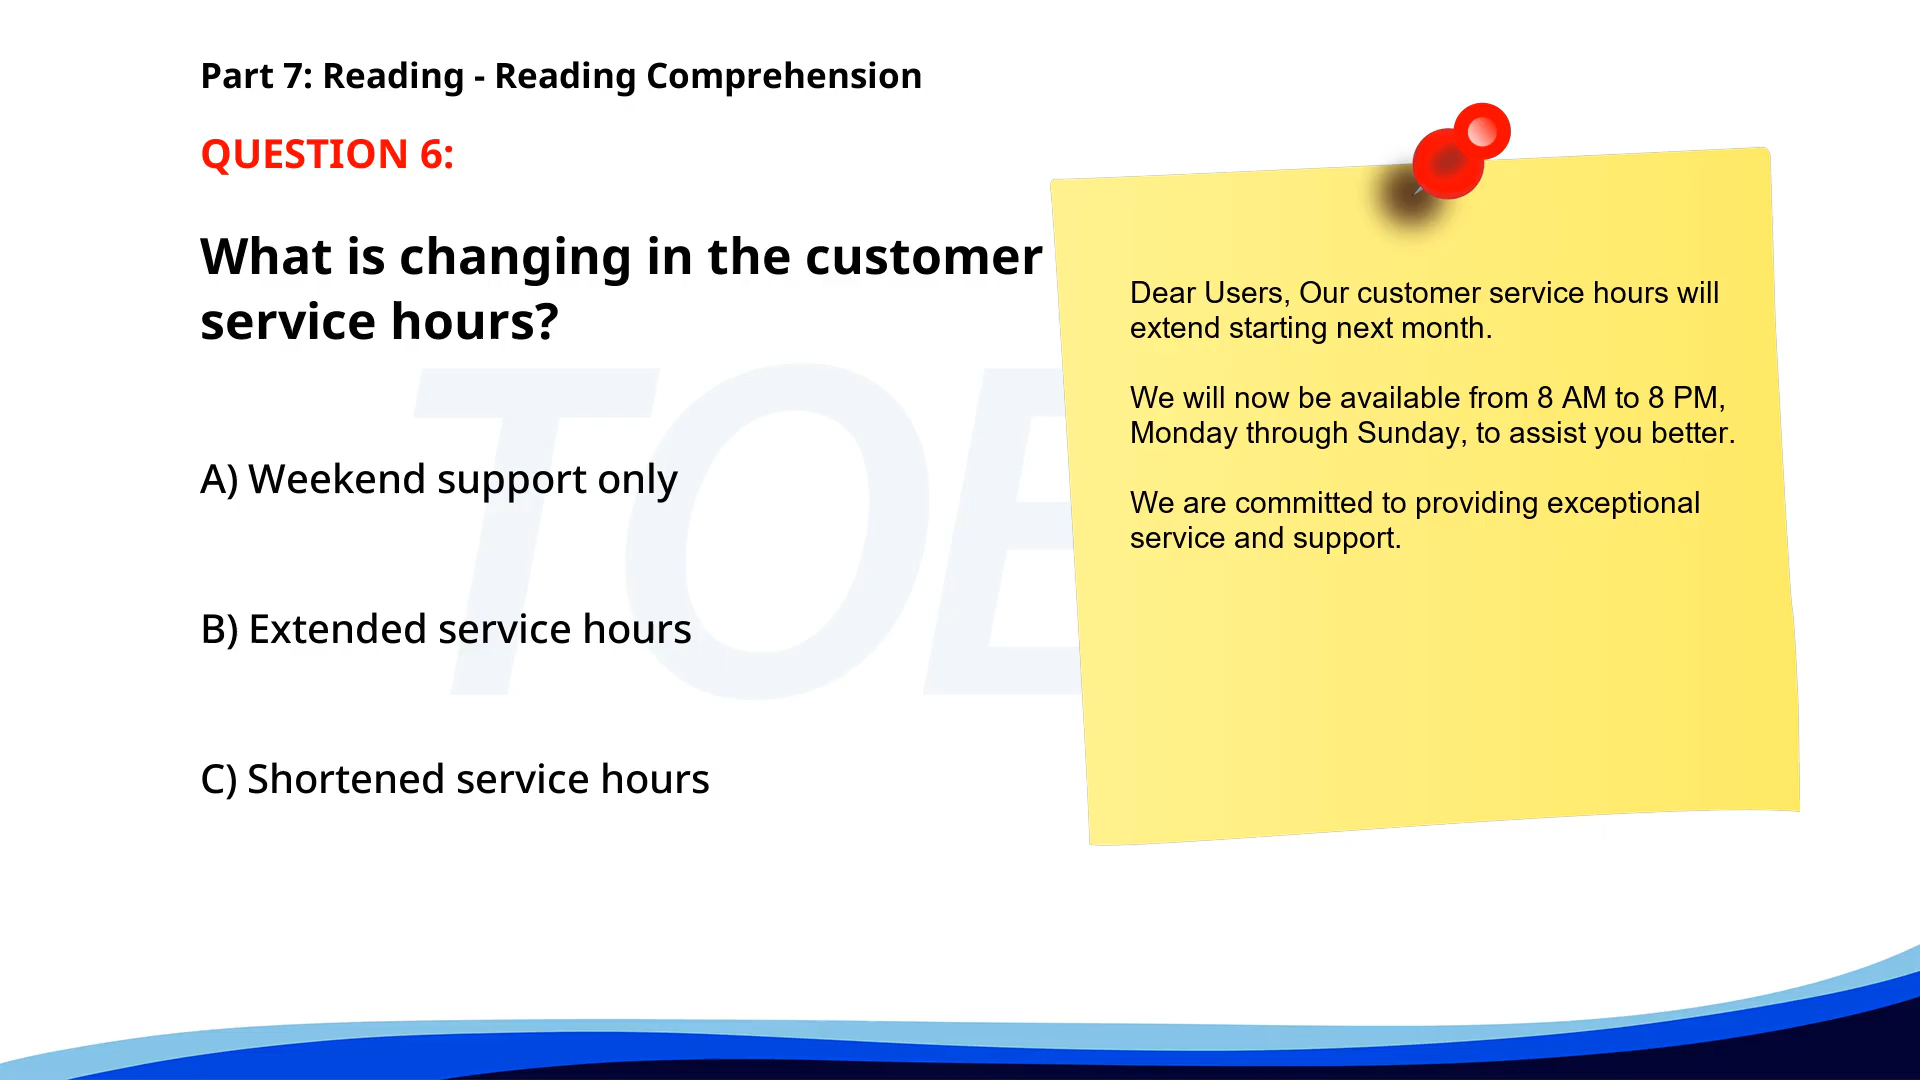 Part 7: Reading - Reading Comprehension
QUESTION 6:
What is changing in the customer
service hours?
A) Weekend support only
B) Extended service hours
C) Shortened service hours
Dear Users, Our customer service hours will
extend starting next month.
We will now be available from 8 AM to 8 PM,
Monday through Sunday, to assist you better.
We are committed to providing exceptional
service and support.